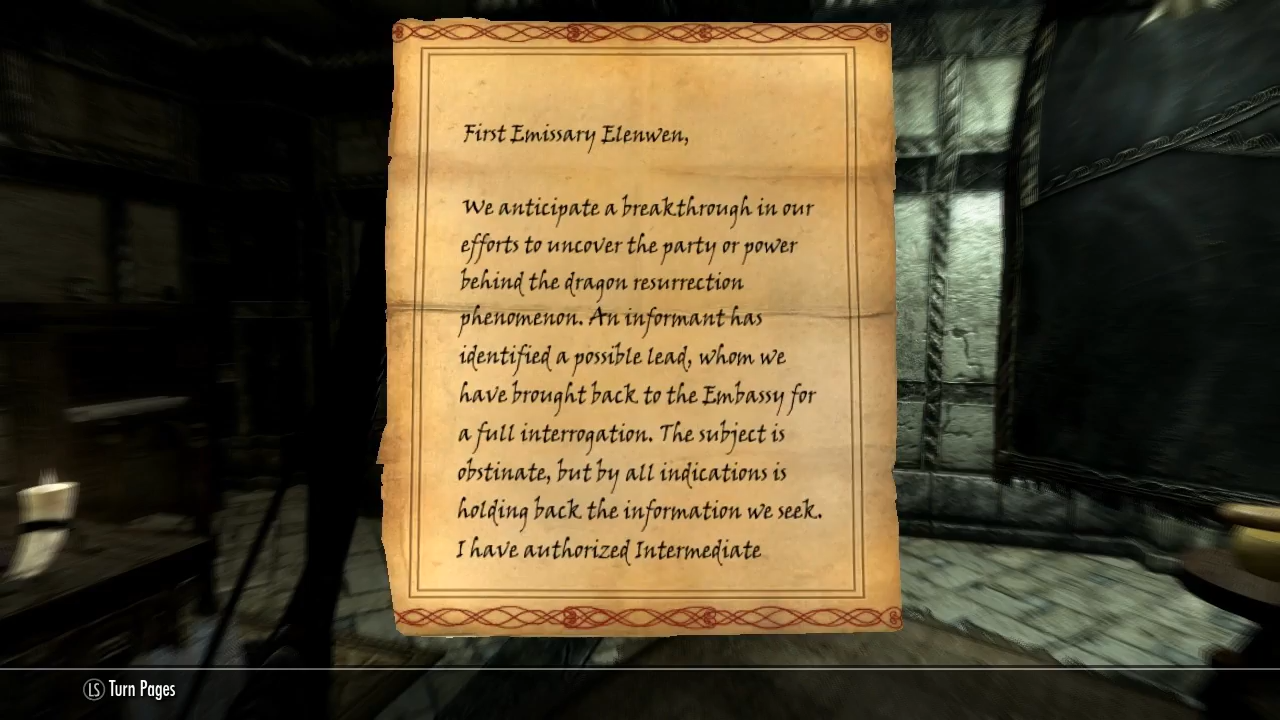 First Emissary Elenwen,
We anticipate a breakthrough in our
efforts to uncover the party or power
behind the dragon resurrection
phenomenon. An informant has
identified a possible lead, whom we
have brought back to the Embassy for
a full interrogation. The subject is
obstinate, but by all indications is
holding back the information we seek.
I have authorized Intermediate
LS Turn Pages